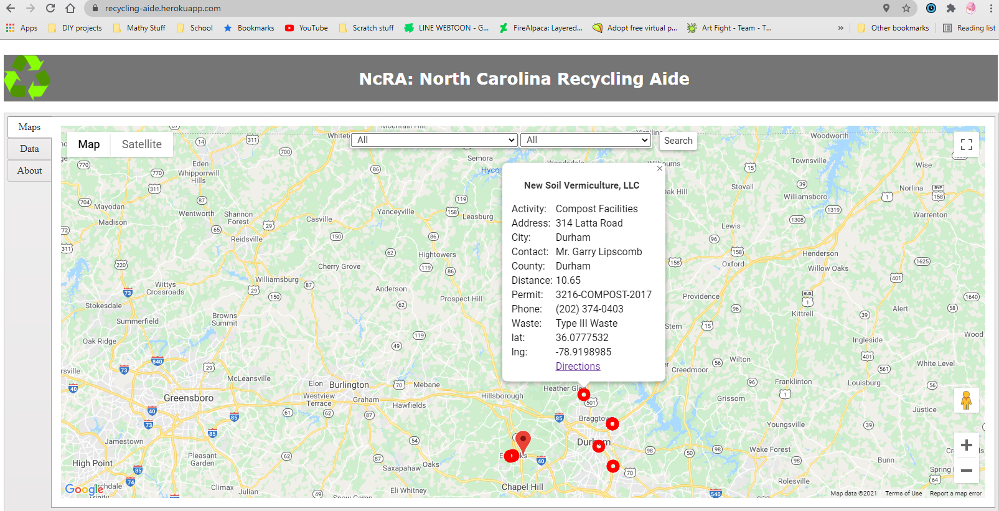 recycling-aide.herokuapp.com
Apps DIY projects Mathy Stuff School Bookmarks YouTube Scratch stuff LINE WEBTOON - G... FireAlpaca: Layered... Adopt free virtual p... Art Fight - Team - T... » Other bookmarks Reading list
NcRA: North Carolina Recycling Aide
Maps
Data
About
Map Satellite
All All Search
New Soil Vermiculture, LLC
Activity: Compost Facilities
Address: 314 Latta Road
City: Durham
Contact: Mr. Garry Lipscomb
County: Durham
Distance: 10.65
Permit: 3216-COMPOST-2017
Phone: (202) 374-0403
Waste: Type III Waste
lat: 36.0777532
lng: -78.9198985
Directions
Woodworth
Semora
Townsville
Eden
Hyco
Wise
Whipporrwill
Hills
Stovall
Norlina
Williamsboro
Mayodan
Wentworth
Shannon
Forest
Casville
Yanceyville
Leasburg
Warrenton
Madison
Reidsville
Lewis
Hightowers
Oxford
Henderson
Cherry Grove
Willow Oaks
Williamsburg
Wittys
Crossroads
Anderson
Providence
Prospect Hill
Wood
Stokesdale
Alert
Browns
Summit
Summerfield
Kittrell
Stem
Oak Ridge
Ingleside
Wilton
White Level
Creedmoor
McLeansville
Elon
Burlington
Mebane
Franklinton
Louisburg
Greensboro
Westview
Terrace
Graham
Hawfields
Hillsborough
Grissom
Justice
Youngsville
Jamestown
Durham
Wake Forest
High Point
Pleasant
Garden
Saxapahaw
Oaks
Bunn
Climax
Julian
Eli Whitney
Chapel Hill
Rolesville
Snow Camp
Google
Map data ©2021 Terms of Use Report a map error